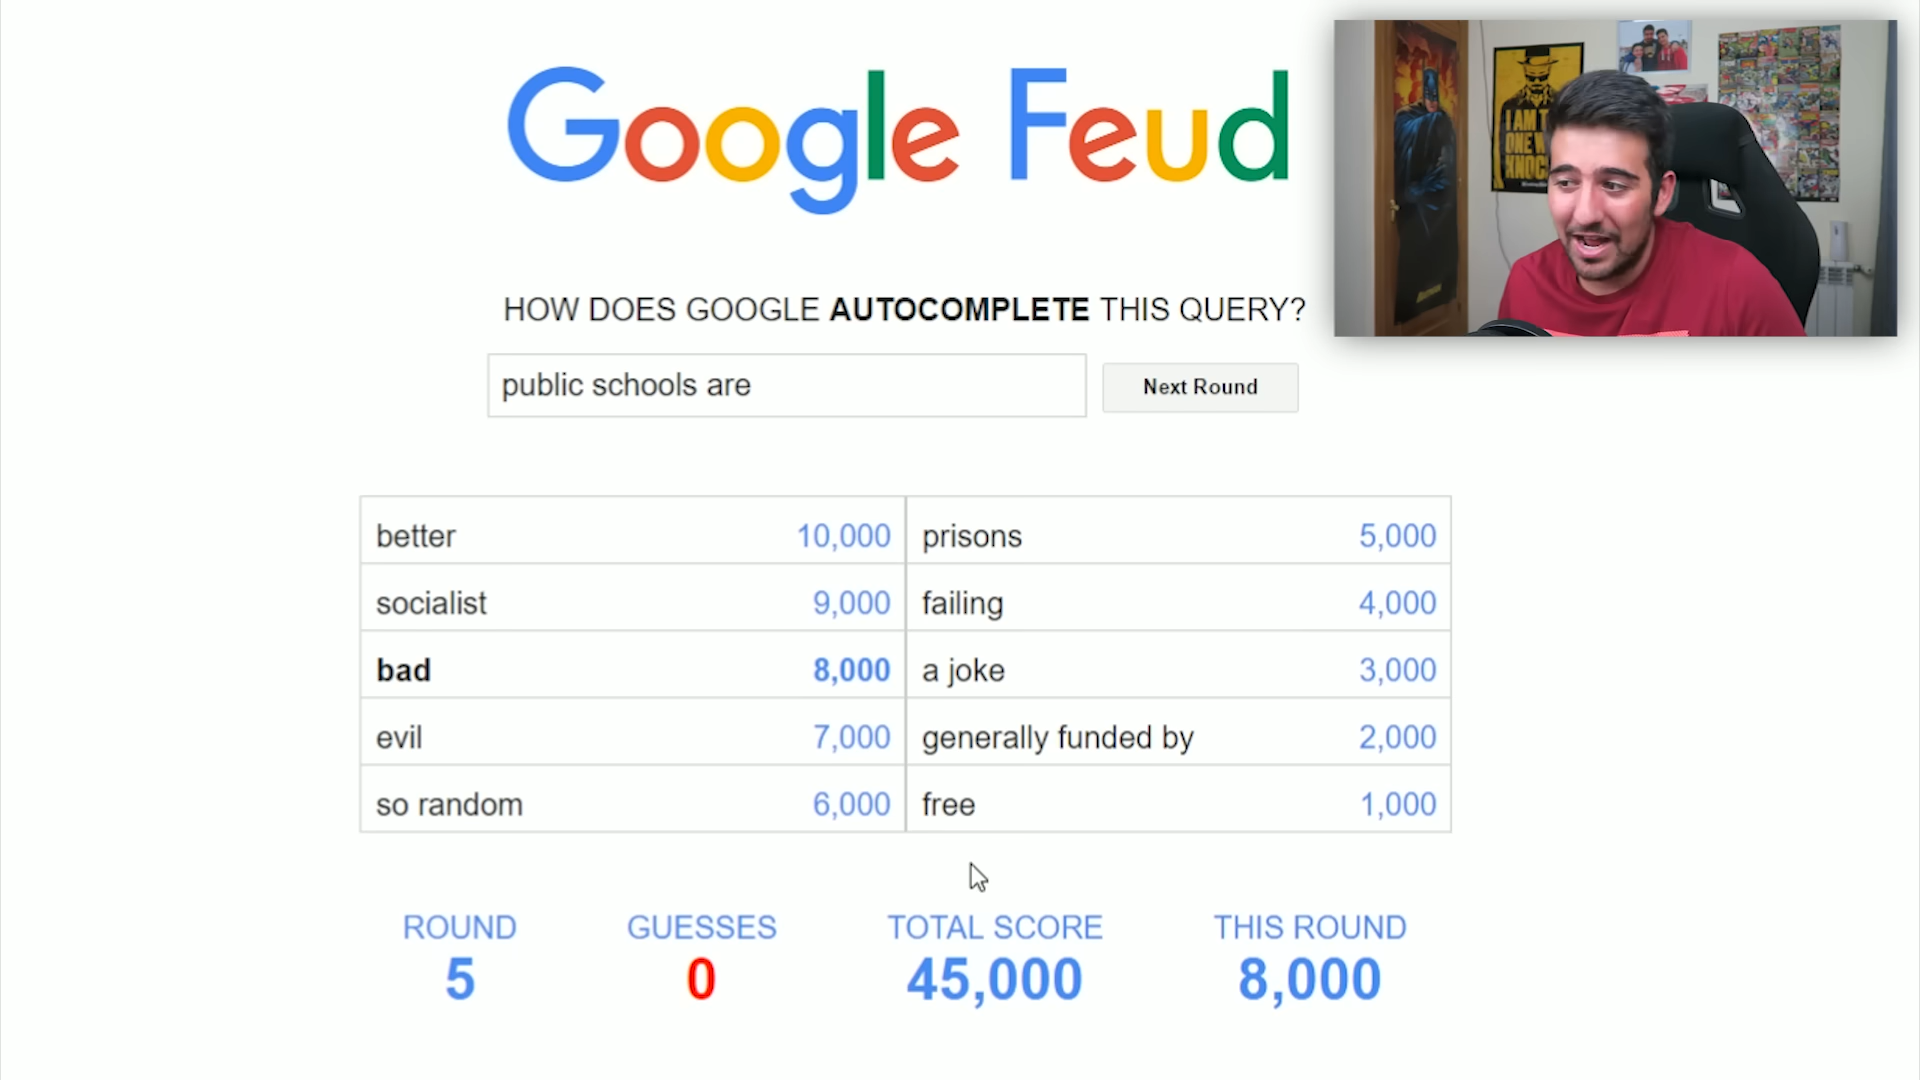 Google Feud
HOW DOES GOOGLE AUTOCOMPLETE THIS QUERY?
public schools are
Next Round
better 10,000
prisons 5,000
socialist 9,000
failing 4,000
bad 8,000
a joke 3,000
evil 7,000
generally funded by 2,000
so random 6,000
free 1,000
ROUND
5
GUESSES
0
TOTAL SCORE
45,000
THIS ROUND
8,000
I AM T
ONE W
KNOC